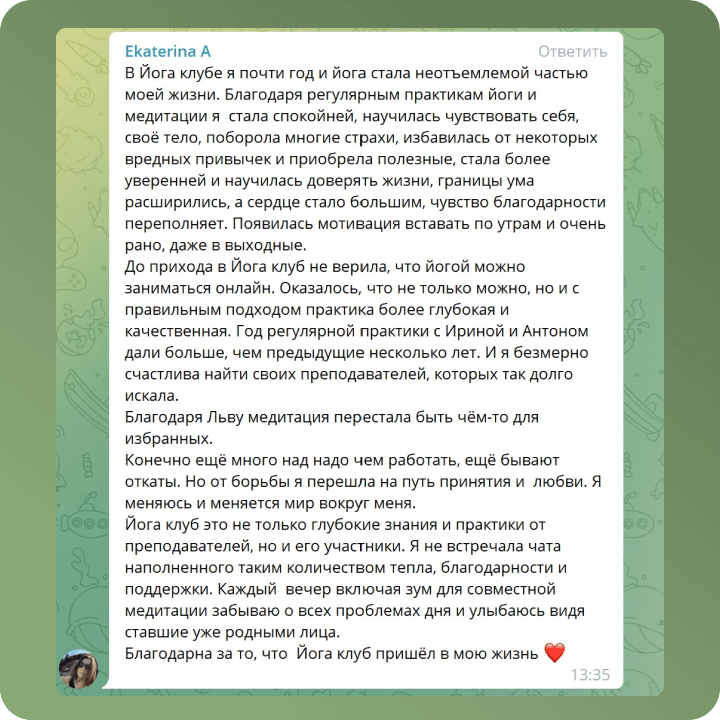 Ekaterina A
Ответить
В Йога клубе я почти год и йога стала неотъемлемой частью
моей жизни. Благодаря регулярным практикам йоги и
медитации я  стала спокойней, научилась чувствовать себя,
своё тело, поборола многие страхи, избавилась от некоторых
вредных привычек и приобрела полезные, стала более
уверенней и научилась доверять жизни, границы ума
расширились, а сердце стало большим, чувство благодарности
переполняет. Появилась мотивация вставать по утрам и очень
рано, даже в выходные.
До прихода в Йога клуб не верила, что йогой можно
заниматься онлайн. Оказалось, что не только можно, но и с
правильным подходом практика более глубокая и
качественная. Год регулярной практики с Ириной и Антоном
дали больше, чем предыдущие несколько лет. И я безмерно
счастлива найти своих преподавателей, которых так долго
искала.
Благодаря Льву медитация перестала быть чём-то для
избранных.
Конечно ещё много над надо чем работать, ещё бывают
откаты. Но от борьбы я перешла на путь принятия и  любви. Я
меняюсь и меняется мир вокруг меня.
Йога клуб это не только глубокие знания и практики от
преподавателей, но и его участники. Я не встречала чата
наполненного таким количеством тепла, благодарности и
поддержки. Каждый  вечер включая зум для совместной
медитации забываю о всех проблемах дня и улыбаюсь видя
ставшие уже родными лица.
Благодарна за то, что  Йога клуб пришёл в мою жизнь ❤️
13:35